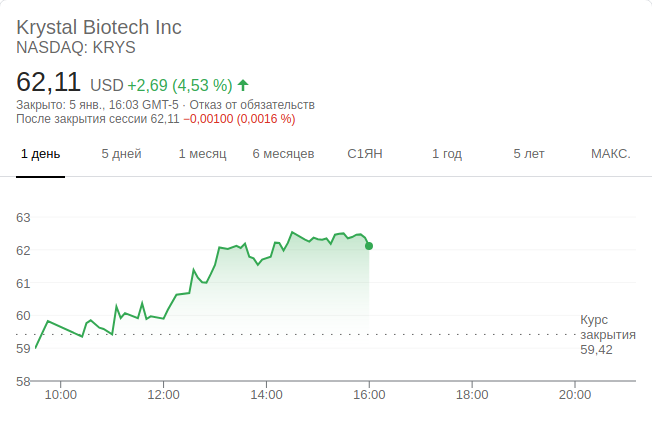 Krystal Biotech Inc
NASDAQ: KRYS
62,11 USD +2,69 (4,53 %)
Закрыто: 5 янв., 16:03 GMT-5 · Отказ от обязательств
После закрытия сессии 62,11 −0,00100 (0,0016 %)
1 день 5 дней 1 месяц 6 месяцев С1ЯН 1 год 5 лет МАКС.
63
62
61
60
59
58
Курс
закрытия
59,42
10:00 12:00 14:00 16:00 18:00 20:00